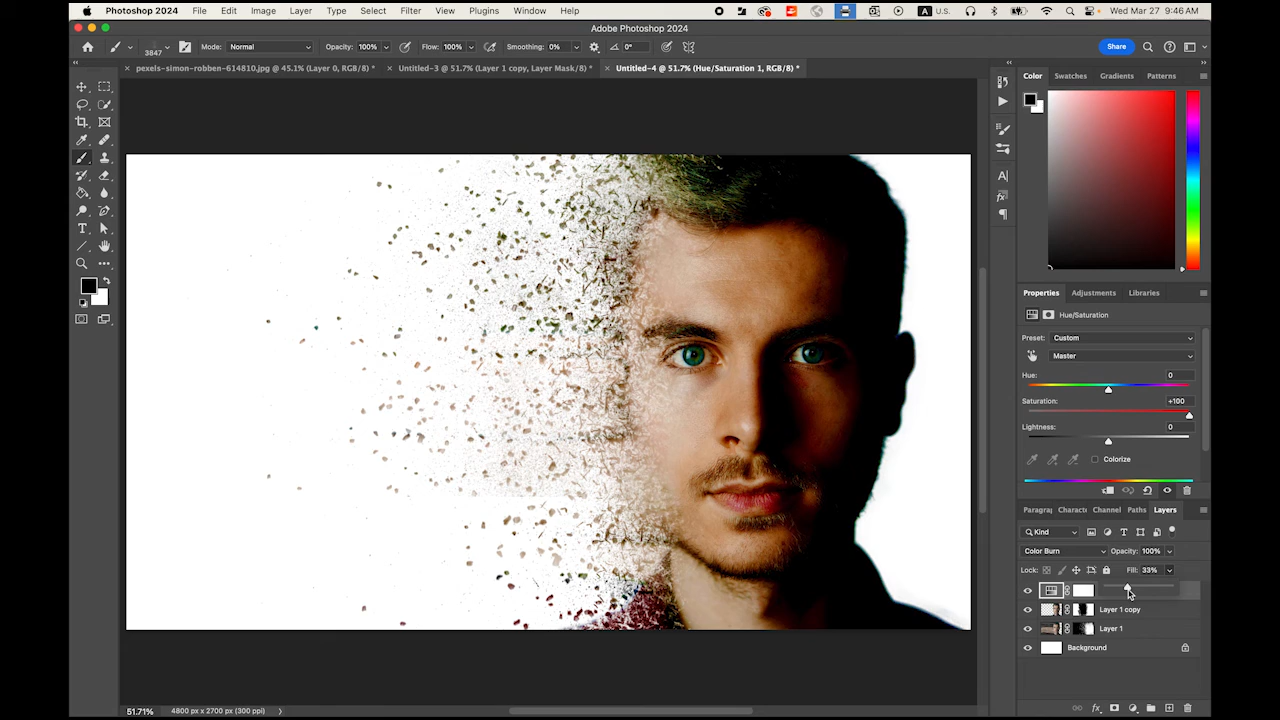 Photoshop 2024 File Edit Image Layer Type Select Filter View Plugins Window Help A U.S. Wed Mar 27 9:46 AM
Adobe Photoshop 2024
3847 Mode: Normal Opacity: 100% Flow: 100% Smoothing: 0% 0° Share
× pexels-simon-robben-614810.jpg @ 45.1% (Layer 0, RGB/8) * × Untitled-3 @ 51.7% (Layer 1 copy, Layer Mask/8) * × Untitled-4 @ 51.7% (Hue/Saturation 1, RGB/8) *
Color Swatches Gradients Patterns
Properties Adjustments Libraries
Hue/Saturation
Preset: Custom
Master
Hue: 0
Saturation: +100
Lightness: 0
Colorize
Paragra Characte Channel Paths Layers
Kind
Color Burn Opacity: 100%
Lock: Fill: 33%
Layer 1 copy
Layer 1
Background
51.71% 4800 px x 2700 px (300 ppi)